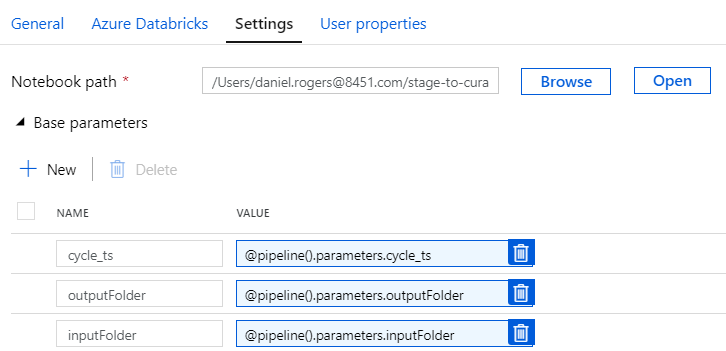 General Azure Databricks Settings User properties
Notebook path * /Users/daniel.rogers@8451.com/stage-to-cura Browse Open
Base parameters
New Delete
NAME VALUE
cycle_ts @pipeline().parameters.cycle_ts
outputFolder @pipeline().parameters.outputFolder
inputFolder @pipeline().parameters.inputFolder